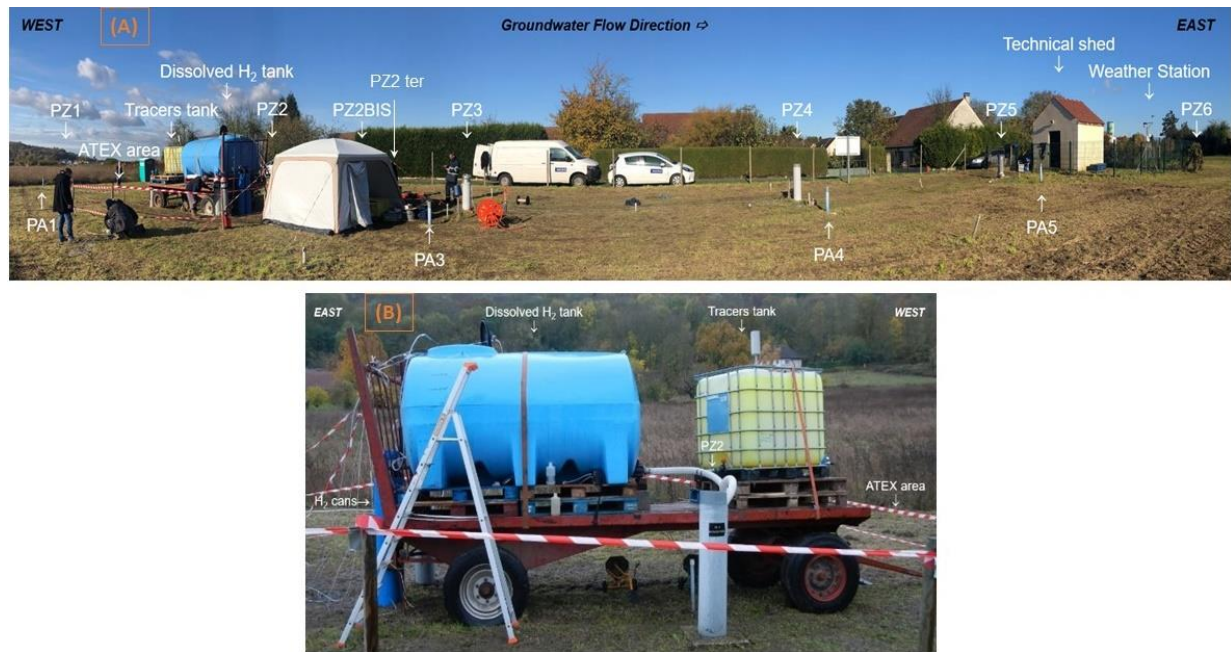 WEST
(A)
Groundwater Flow Direction ⇨
EAST
Technical shed
Dissolved H₂ tank
PZ2 ter
Weather Station
PZ1
Tracers tank
PZ2
PZ2BIS
PZ3
PZ4
PZ5
PZ6
ATEX area
PA1
PA3
PA4
PA5
EAST
(B)
Dissolved H₂ tank
Tracers tank
WEST
PZ2
H₂ cans
ATEX area